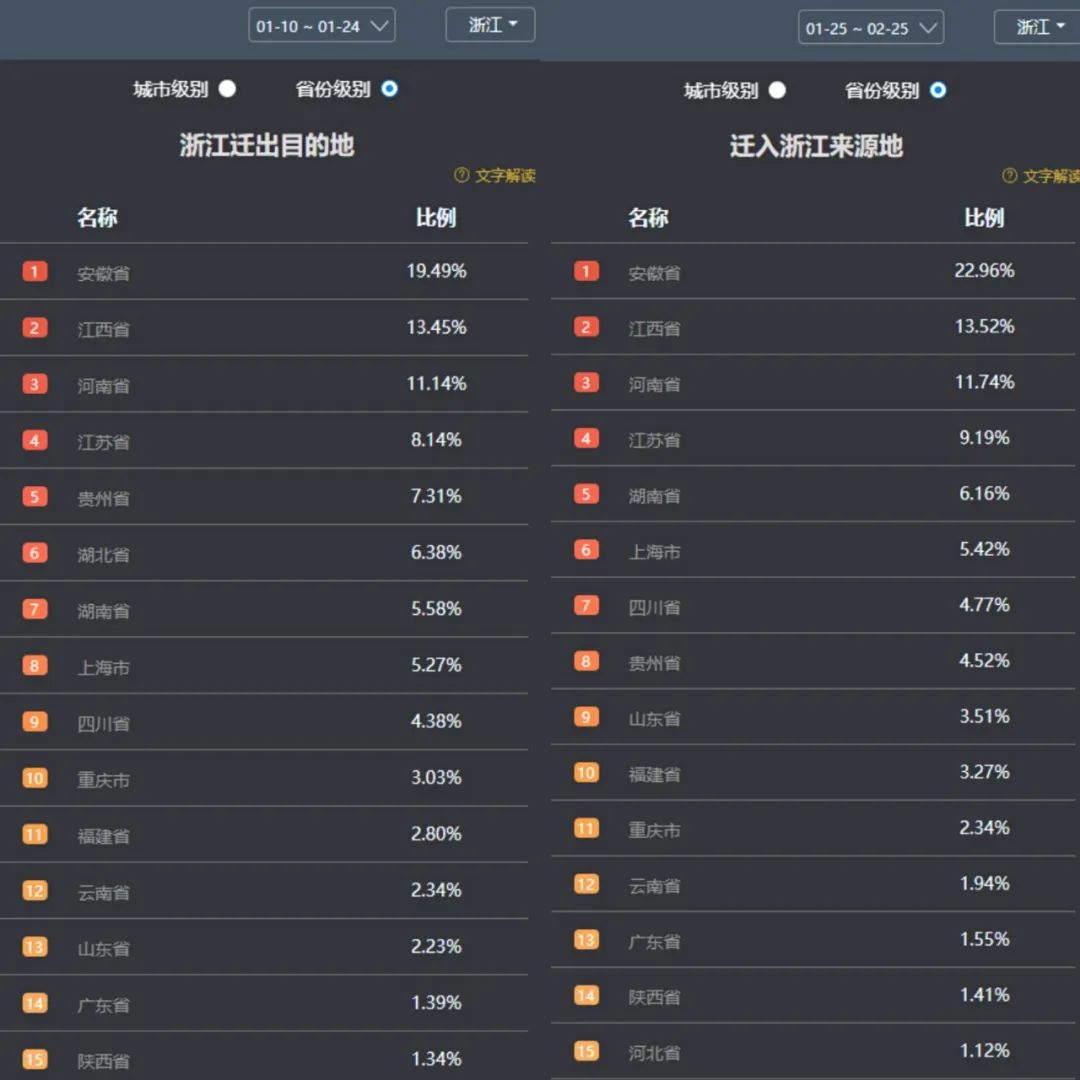 01-10 ~ 01-24
浙江
城市级别
省份级别
浙江迁出目的地
? 文字解读
名称 比例
1 安徽省 19.49%
2 江西省 13.45%
3 河南省 11.14%
4 江苏省 8.14%
5 贵州省 7.31%
6 湖北省 6.38%
7 湖南省 5.58%
8 上海市 5.27%
9 四川省 4.38%
10 重庆市 3.03%
11 福建省 2.80%
12 云南省 2.34%
13 山东省 2.23%
14 广东省 1.39%
15 陕西省 1.34%
01-25 ~ 02-25
浙江
城市级别
省份级别
迁入浙江来源地
? 文字解读
名称 比例
1 安徽省 22.96%
2 江西省 13.52%
3 河南省 11.74%
4 江苏省 9.19%
5 湖南省 6.16%
6 上海市 5.42%
7 四川省 4.77%
8 贵州省 4.52%
9 山东省 3.51%
10 福建省 3.27%
11 重庆市 2.34%
12 云南省 1.94%
13 广东省 1.55%
14 陕西省 1.41%
15 河北省 1.12%